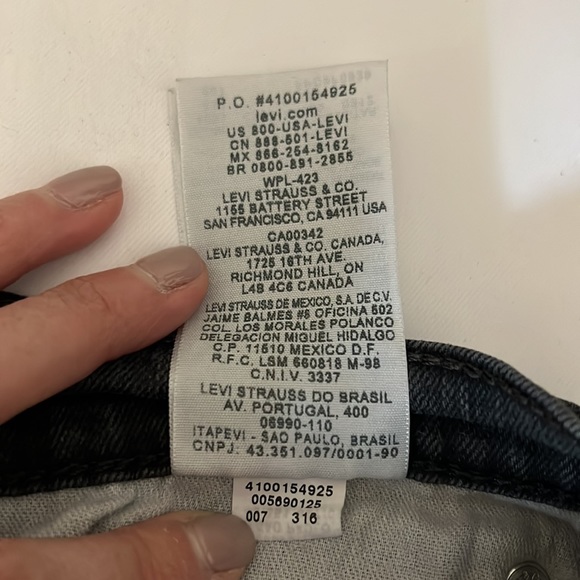 P.O. #4100154925
levi.com
US 800-USA-LEVI
CN 888-501-LEVI
MX 866-254-8162
BR 0800-891-2855
WPL-423
LEVI STRAUSS & CO.
1155 BATTERY STREET
SAN FRANCISCO, CA 94111 USA
CA00342
LEVI STRAUSS & CO. CANADA,
1725 16TH AVE.
RICHMOND HILL, ON
L4B 4C6 CANADA
LEVI STRAUSS DE MEXICO, S.A. DE C.V.
JAIME BALMES #8 OFICINA 502
COL. LOS MORALES POLANCO
DELEGACION MIGUEL HIDALGO
C.P. 11510 MEXICO D.F.
R.F.C. LSM 560818 M-98
C.N.I.V. 3337
LEVI STRAUSS DO BRASIL
AV. PORTUGAL, 400
06690-110
ITAPEVI - SAO PAULO, BRASIL
CNPJ. 43.351.097/0001-90
4100154925
005690125
007 316